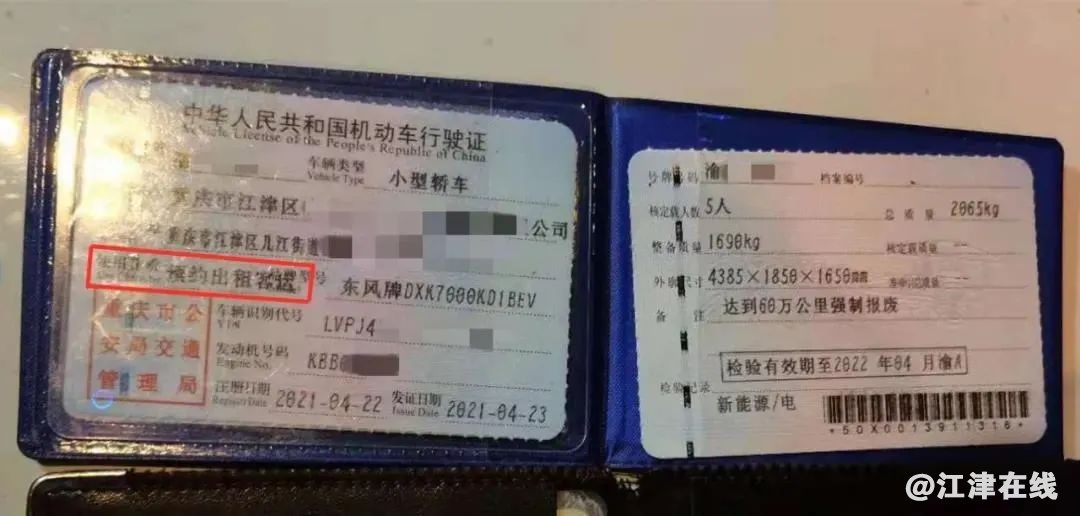 中华人民共和国机动车行驶证
Vehicle License of the People's Republic of China
车辆类型 小型轿车
Vehicle Type
重庆市江津区 公司
重庆市江津区几江街道
预约出租客运 东风牌DXK7000KD1BEV
重庆市公
安局交通
管理局
车辆识别代号 LVPJ4
VIN
发动机号码 KBB
Engine No.
注册日期 2021-04-22 发证日期 2021-04-23
Register Date Issue Date
号牌号码 渝 档案编号
核定载人数 5人 总质量 2065kg
整备质量 1690kg 核定载质量
外廓尺寸 4385×1850×1650mm 准牵引总质量
备注 达到60万公里强制报废
检验有效期至2022年04月渝A
检验记录
新能源/电
*50X0013911316*
@江津在线